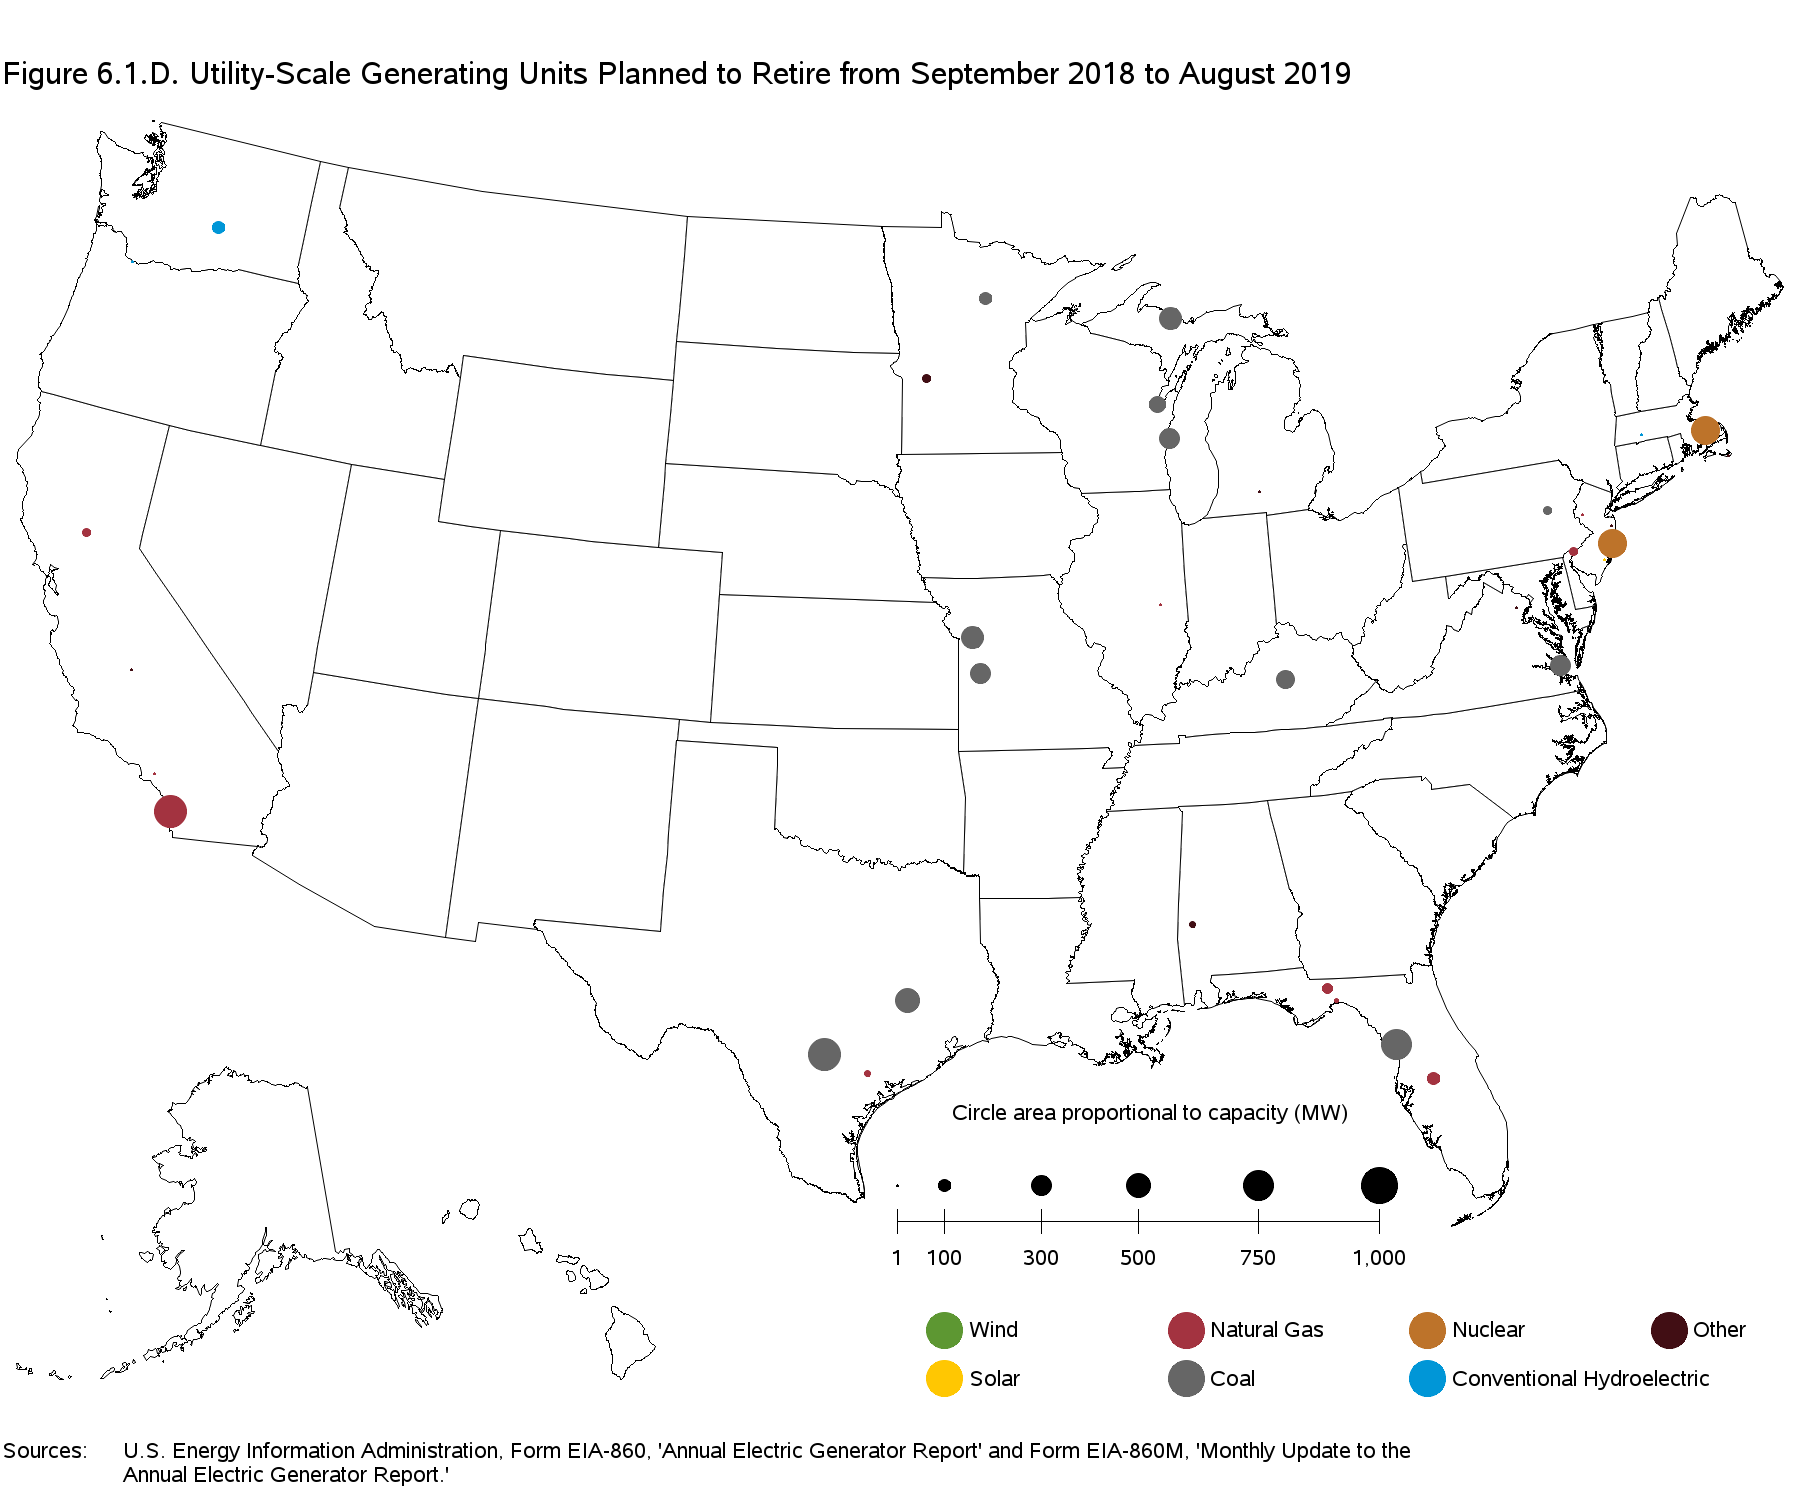 Figure 6.1.D. Utility-Scale Generating Units Planned to Retire from September 2018 to August 2019
Circle area proportional to capacity (MW)
1 100 300 500 750 1,000
Wind Natural Gas Nuclear Other
Solar Coal Conventional Hydroelectric
Sources: U.S. Energy Information Administration, Form EIA-860, 'Annual Electric Generator Report' and Form EIA-860M, 'Monthly Update to the
Annual Electric Generator Report.'